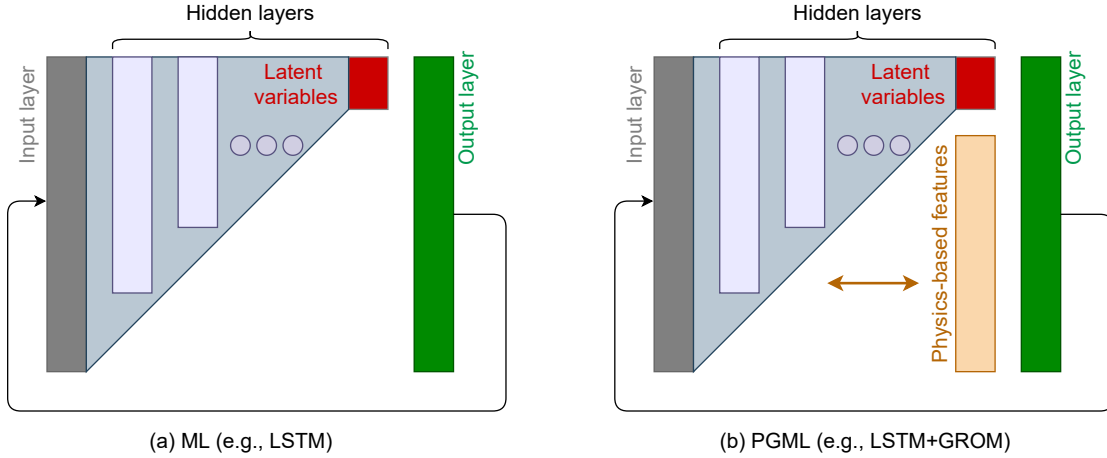 Hidden layers
Input layer
Latent
variables
Output layer
(a) ML (e.g., LSTM)
Hidden layers
Input layer
Latent
variables
Physics-based features
Output layer
(b) PGML (e.g., LSTM+GROM)